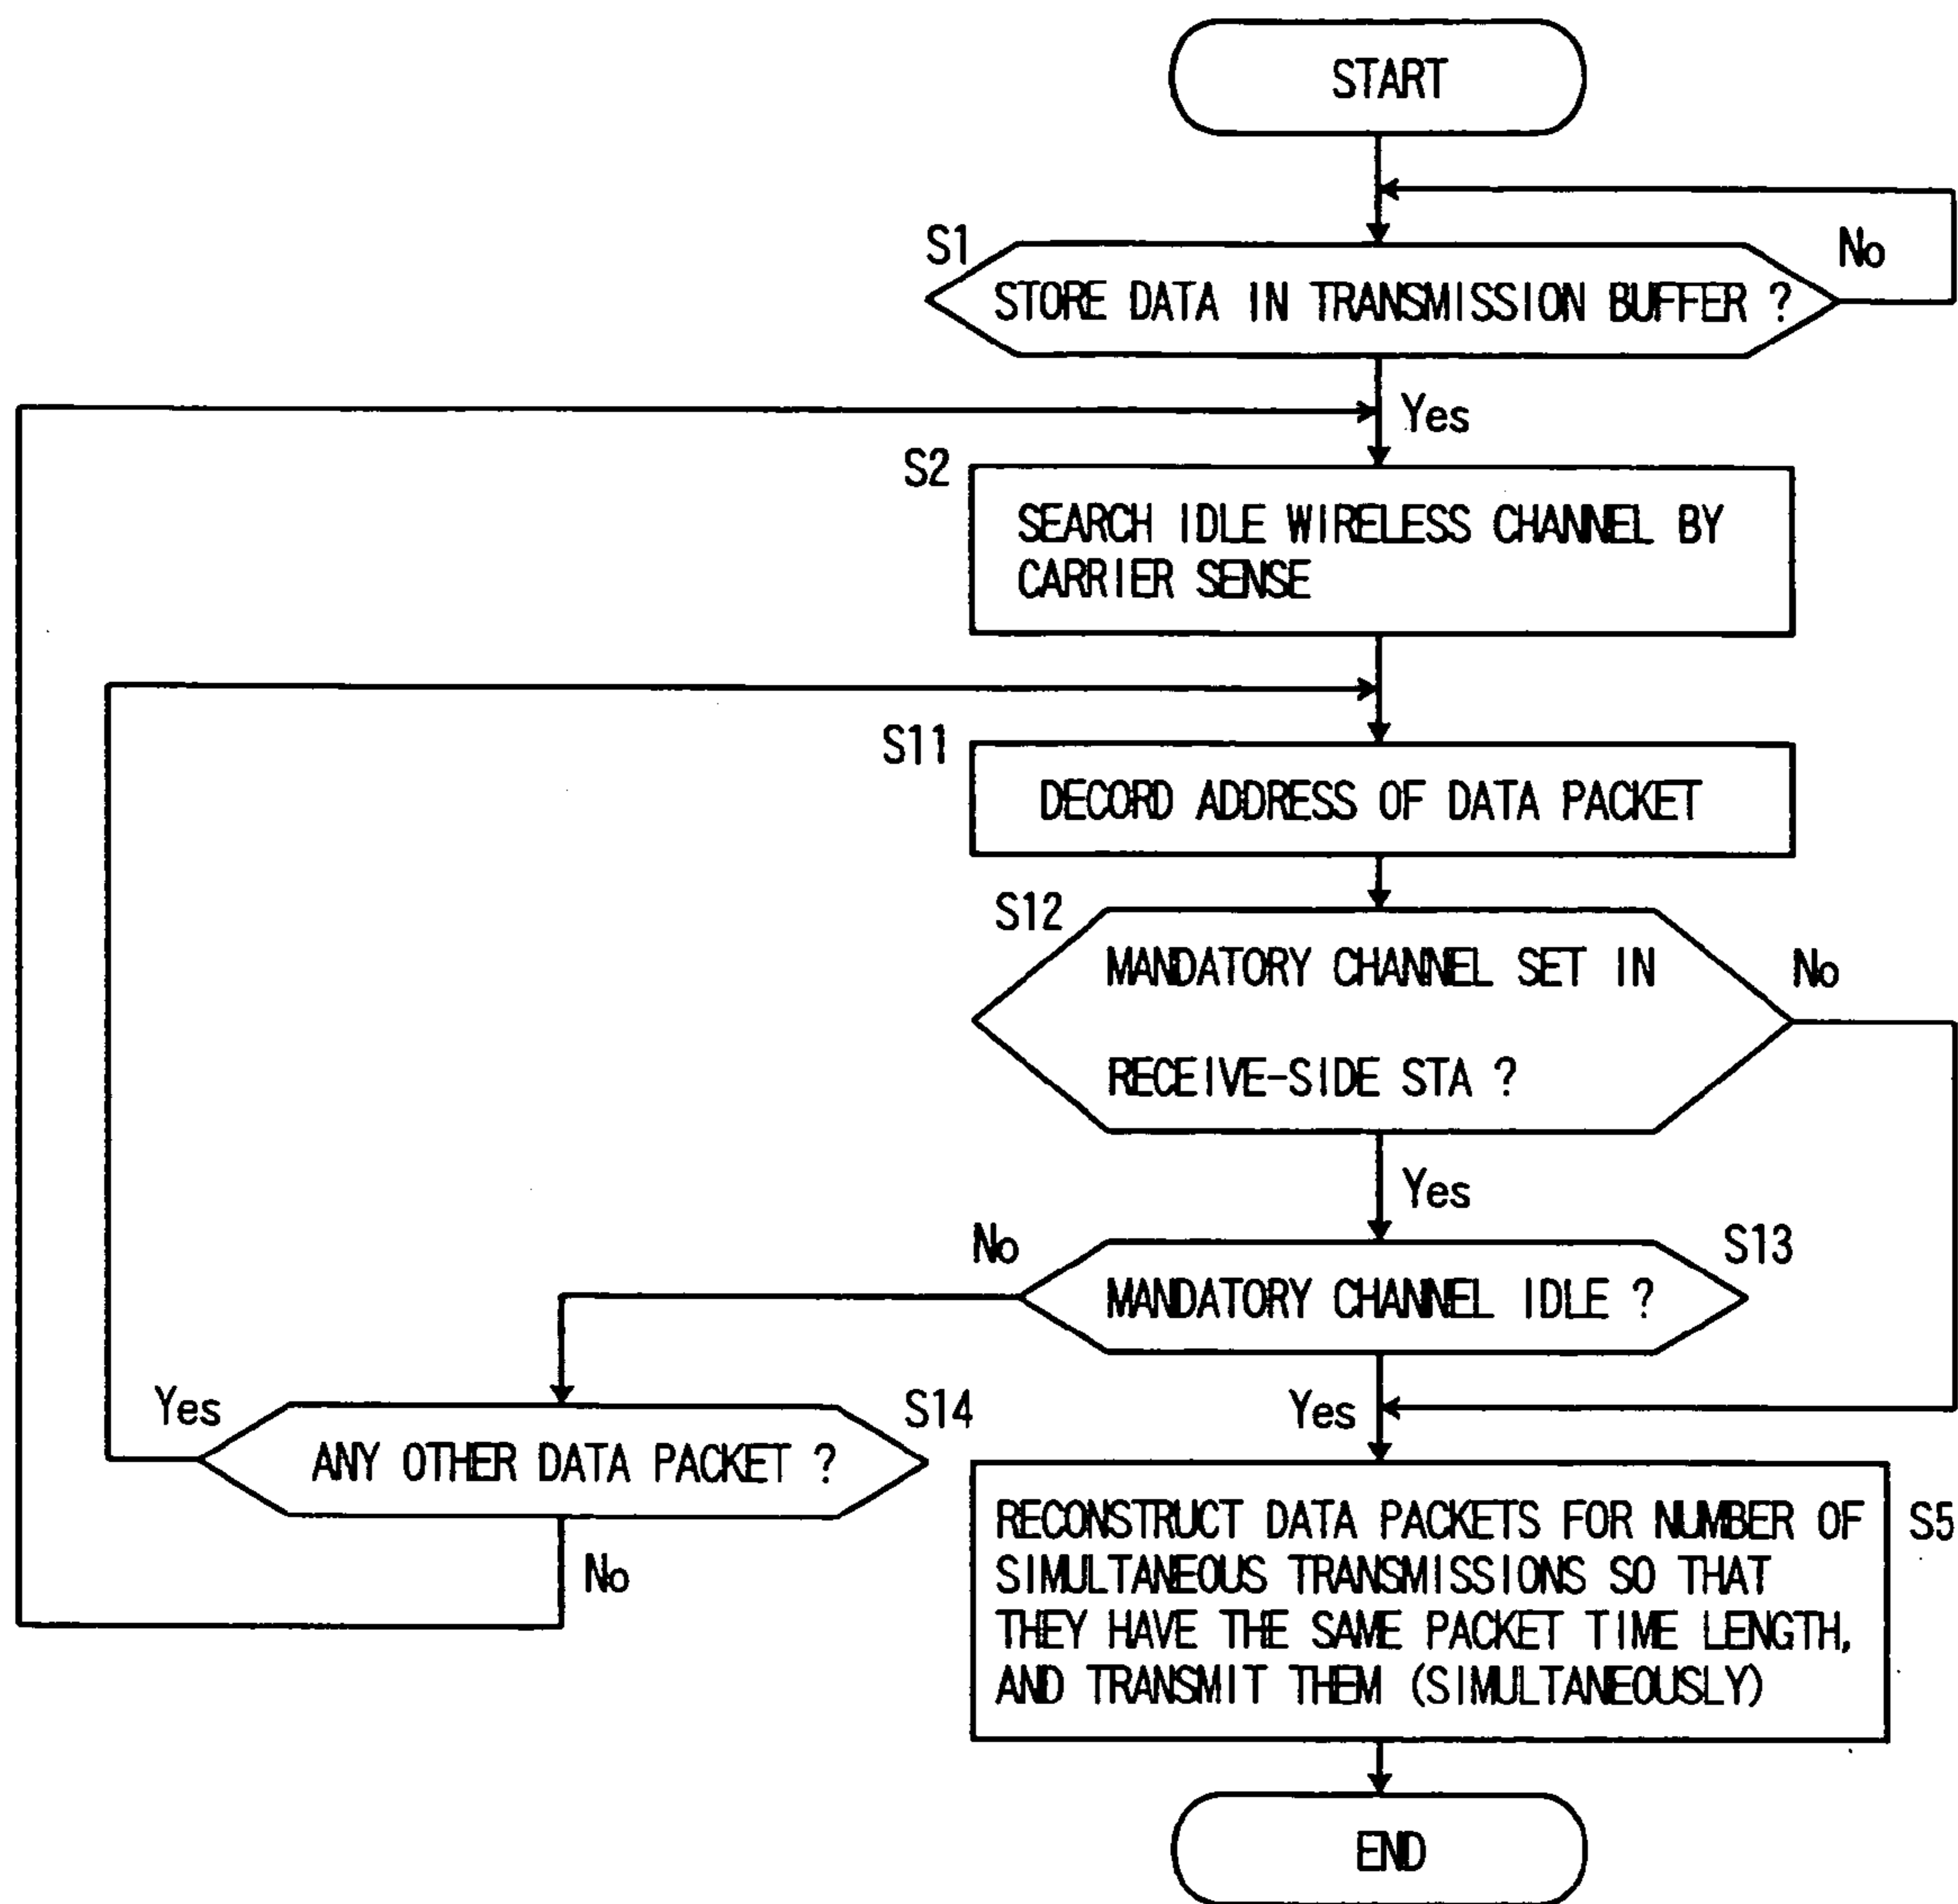 START
S1
No
STORE DATA IN TRANSMISSION BUFFER ?
Yes
S2
SEARCH IDLE WIRELESS CHANNEL BY
CARRIER SENSE
S11
DECORD ADDRESS OF DATA PACKET
S12
MANDATORY CHANNEL SET IN
No
RECEIVE-SIDE STA ?
Yes
No
S13
MANDATORY CHANNEL IDLE ?
Yes
S14
Yes
ANY OTHER DATA PACKET ?
No
RECONSTRUCT DATA PACKETS FOR NUMBER OF
S5
SIMULTANEOUS TRANSMISSIONS SO THAT
THEY HAVE THE SAME PACKET TIME LENGTH,
AND TRANSMIT THEM (SIMULTANEOUSLY)
END